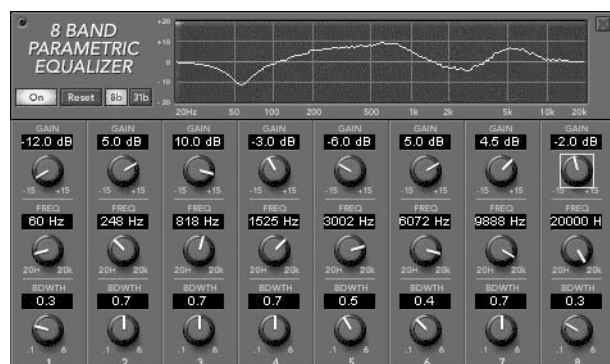 8 BAND
PARAMETRIC
EQUALIZER
On Reset 8b 31b
+20
+10
0
-10
-20
20Hz 50 100 200 500 1k 2k 5k 10k 20k
GAIN GAIN GAIN GAIN GAIN GAIN GAIN GAIN
-12.0 dB 5.0 dB 10.0 dB -3.0 dB -6.0 dB 5.0 dB 4.5 dB -2.0 dB
-15 +15 -15 +15 -15 +15 -15 +15 -15 +15 -15 +15 -15 +15 -15 +15
FREQ FREQ FREQ FREQ FREQ FREQ FREQ FREQ
60 Hz 248 Hz 818 Hz 1525 Hz 3002 Hz 6072 Hz 9888 Hz 20000 H
20H 20k 20H 20k 20H 20k 20H 20k 20H 20k 20H 20k 20H 20k 20H 20k
BDWTH BDWTH BDWTH BDWTH BDWTH BDWTH BDWTH BDWTH
0.3 0.7 0.7 0.7 0.5 0.4 0.7 0.3
.1 6 .1 6 .1 6 .1 6 .1 6 .1 6 .1 6 .1 6
1 2 3 4 5 6 7 8